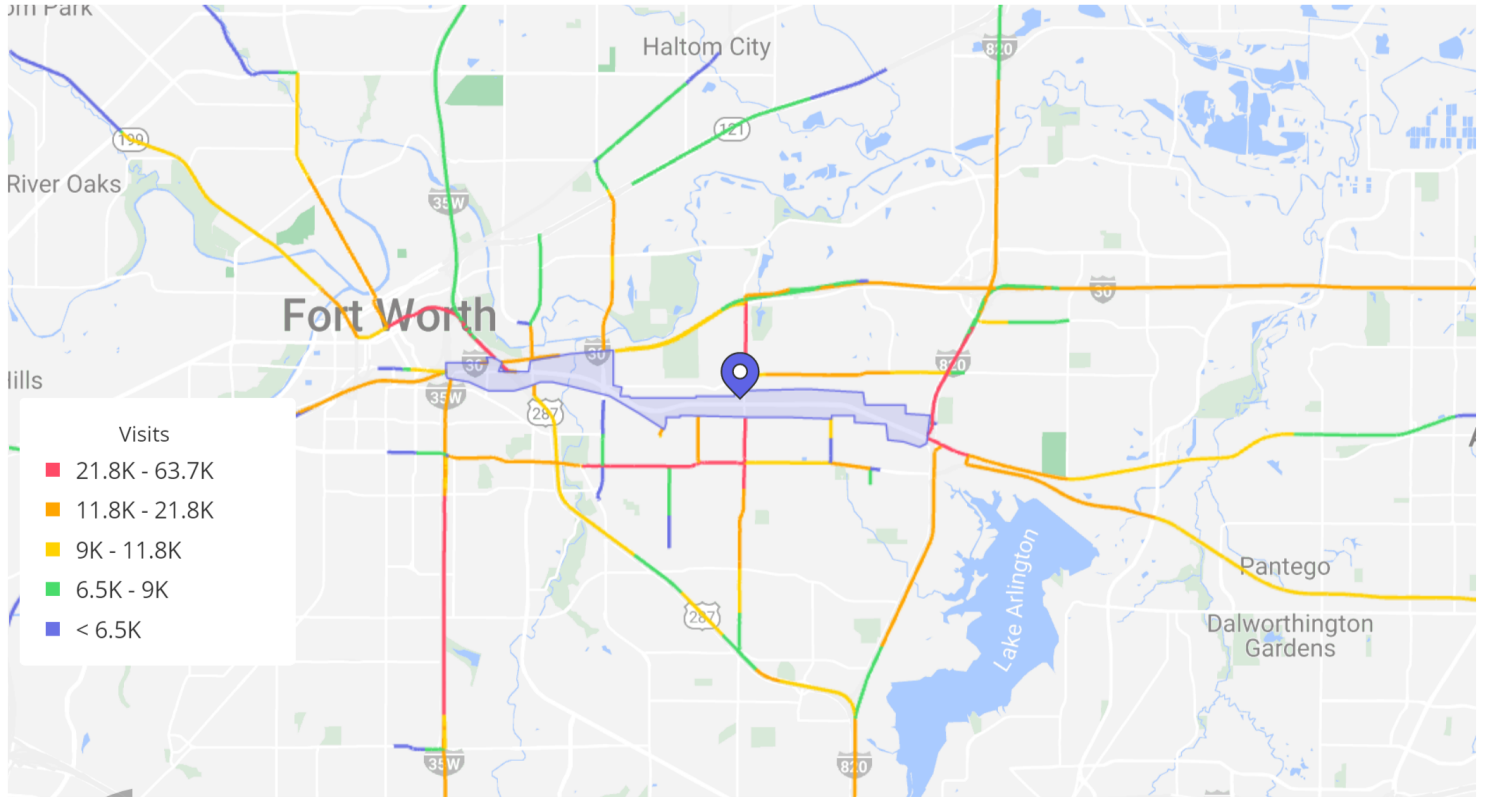 om Park
Haltom City
820
199
121
River Oaks
35W
Fort Worth
30
30
30
820
ills
35W
287
Visits
21.8K - 63.7K
11.8K - 21.8K
9K - 11.8K
6.5K - 9K
< 6.5K
Lake Arlington
Pantego
287
Dalworthington
Gardens
35W
820